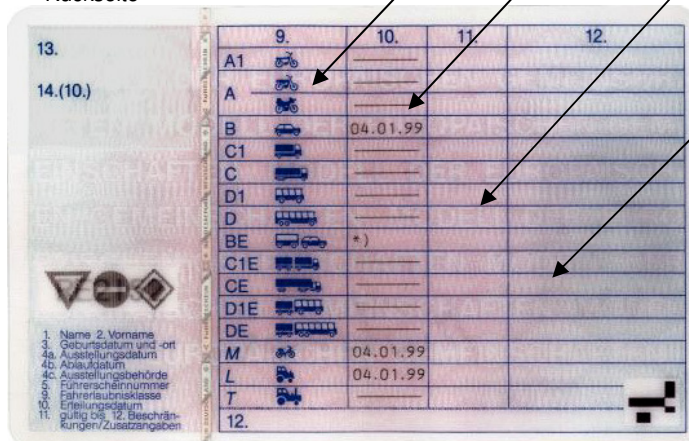 Rückseite
13.
14.(10.)
9. 10. 11. 12.
A1
A
B 04.01.99
C1
C
D1
D
BE *)
C1E
CE
D1E
DE
M 04.01.99
L 04.01.99
T
12.
1. Name 2. Vorname
3. Geburtsdatum und -ort
4a. Ausstellungsdatum
4b. Ablaufdatum
4c. Ausstellungsbehörde
5. Führerscheinnummer
9. Fahrerlaubnisklasse
10. Erteilungsdatum
11. gültig bis 12. Beschrän-
kungen/Zusatzangaben